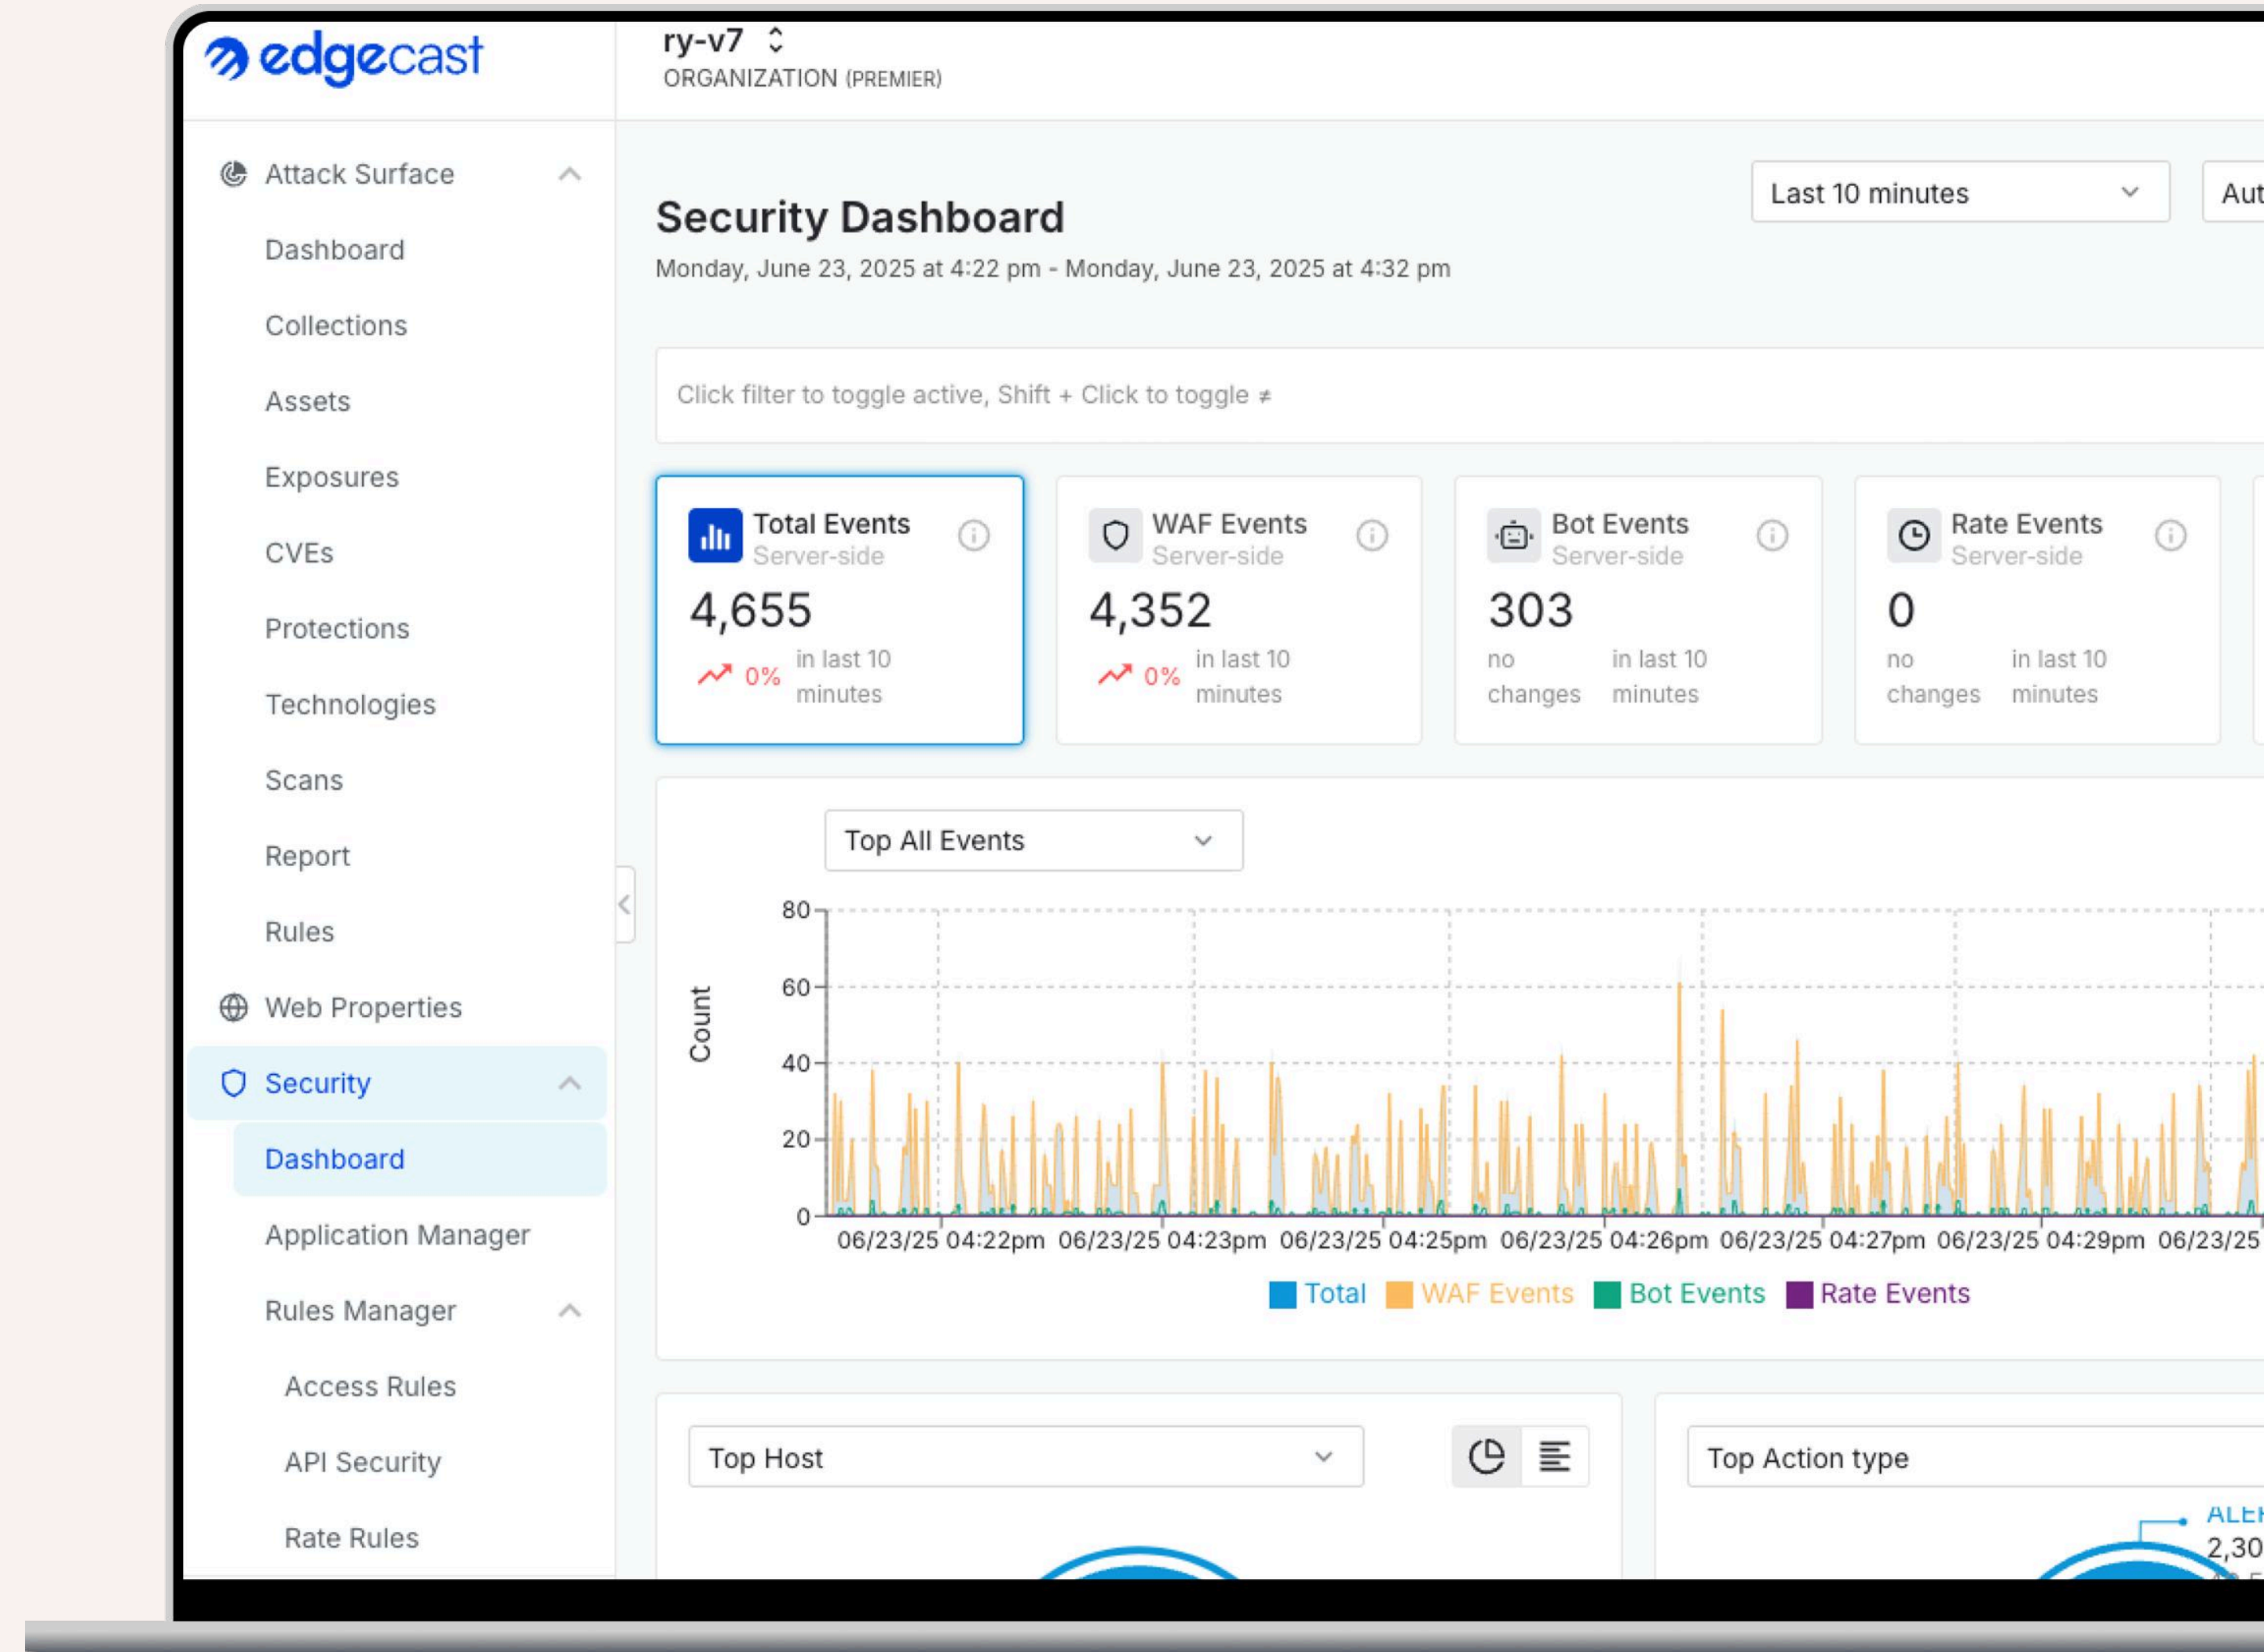 edgecast
ry-v7
ORGANIZATION (PREMIER)
Attack Surface
Dashboard
Collections
Assets
Exposures
CVEs
Protections
Technologies
Scans
Report
Rules
Web Properties
Security
Dashboard
Application Manager
Rules Manager
Access Rules
API Security
Rate Rules
Security Dashboard
Monday, June 23, 2025 at 4:22 pm - Monday, June 23, 2025 at 4:32 pm
Last 10 minutes
Click filter to toggle active, Shift + Click to toggle ≠
Total Events
Server-side
4,655
0% in last 10
minutes
WAF Events
Server-side
4,352
0% in last 10
minutes
Bot Events
Server-side
303
no in last 10
changes minutes
Rate Events
Server-side
0
no in last 10
changes minutes
Top All Events
Count
80
60
40
20
0
06/23/25 04:22pm 06/23/25 04:23pm 06/23/25 04:25pm 06/23/25 04:26pm 06/23/25 04:27pm 06/23/25 04:29pm 06/23/25
Total WAF Events Bot Events Rate Events
Top Host
Top Action type